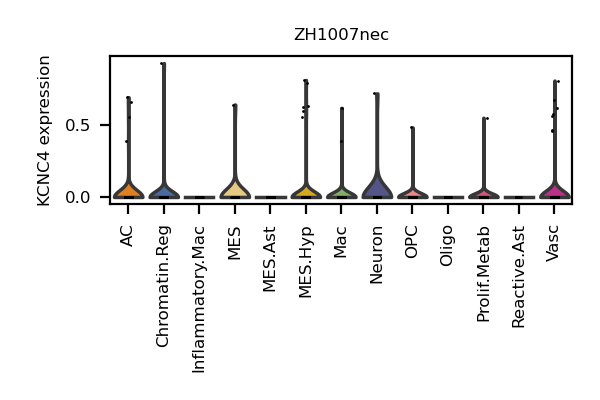 ZH1007nec
KCNC4 expression
0.5
0.0
AC
Chromatin.Reg
Inflammatory.Mac
MES
MES.Ast
MES.Hyp
Mac
Neuron
OPC
Oligo
Prolif.Metab
Reactive.Ast
Vasc